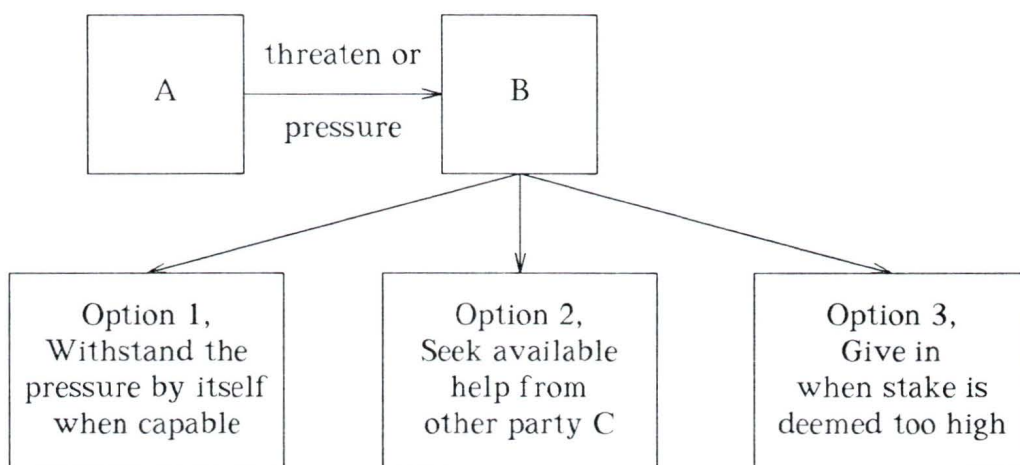 A
threaten or
pressure
B
Option 1,
Withstand the
pressure by itself
when capable
Option 2,
Seek available
help from
other party C
Option 3,
Give in
when stake is
deemed too high